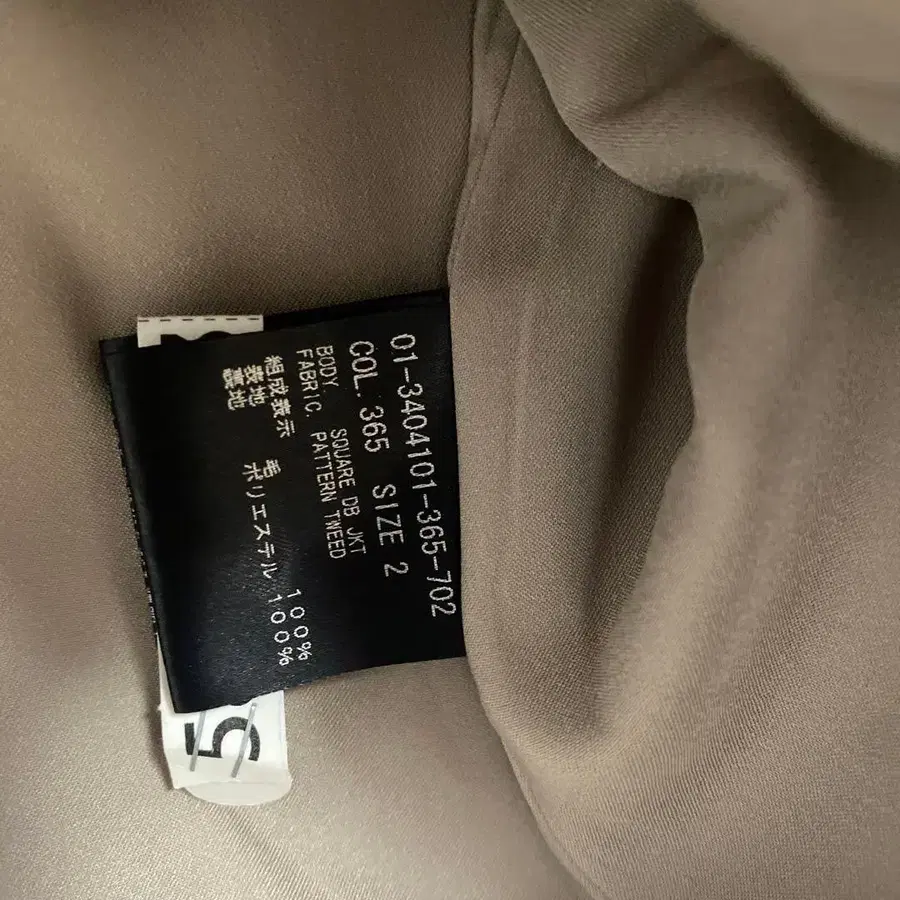 01-3404101-365-702
COL. 365 SIZE 2
BODY. SQUARE DB JKT
FABRIC. PATTERN TWEED
組成表示
表地 毛 100%
裏地 ポリエステル 100%
5